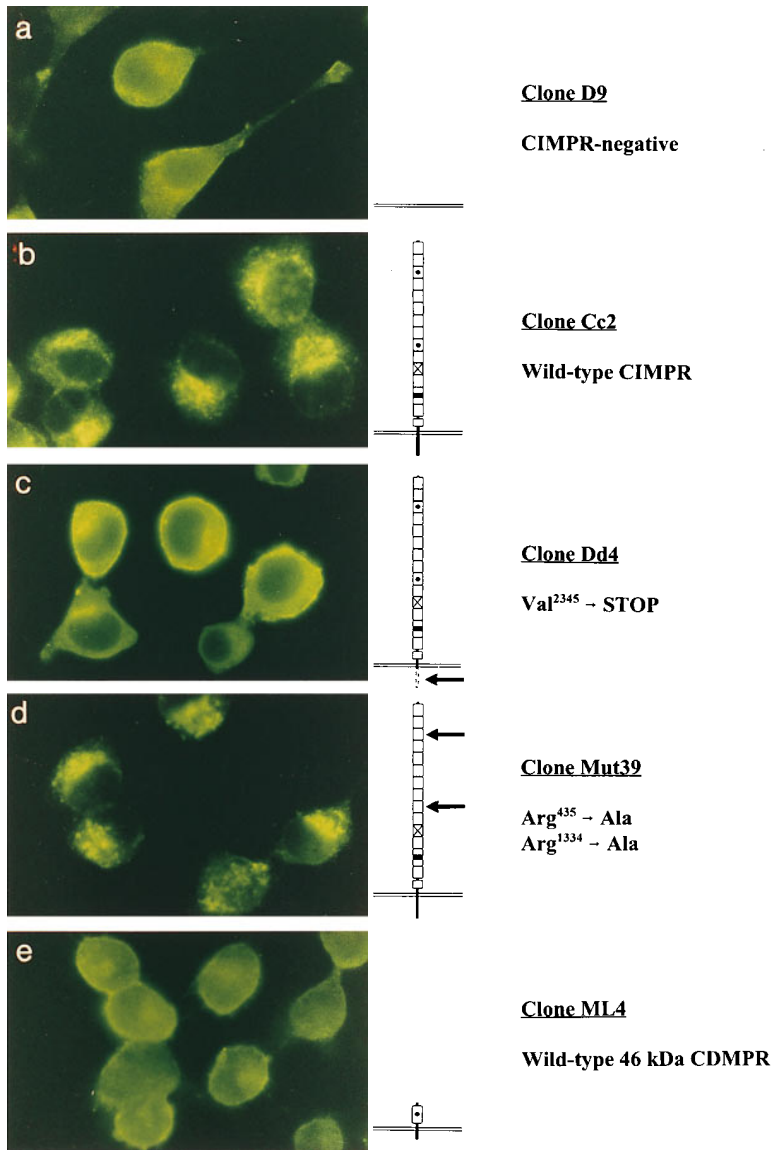 a
Clone D9
CIMPR-negative
b
Clone Cc2
Wild-type CIMPR
c
Clone Dd4
Val2345 → STOP
d
Clone Mut39
Arg435 → Ala
Arg1334 → Ala
e
Clone ML4
Wild-type 46 kDa CDMPR